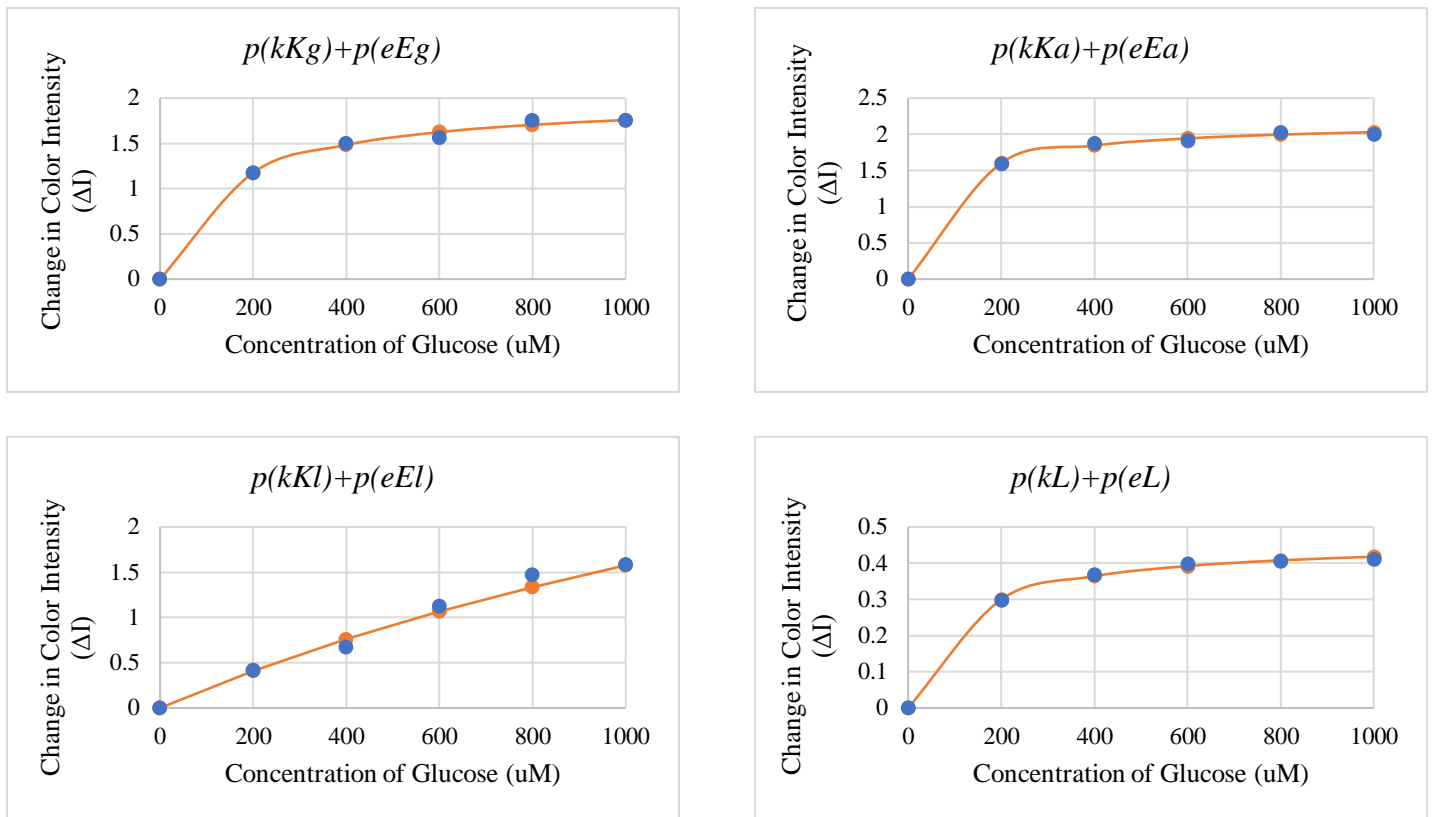 p(kKg)+p(eEg)
Change in Color Intensity
(ΔI)
2
1.5
1
0.5
0
0 200 400 600 800 1000
Concentration of Glucose (uM)
p(kKa)+p(eEa)
Change in Color Intensity
(ΔI)
2.5
2
1.5
1
0.5
0
0 200 400 600 800 1000
Concentration of Glucose (uM)
p(kKl)+p(eEl)
Change in Color Intensity
(ΔI)
2
1.5
1
0.5
0
0 200 400 600 800 1000
Concentration of Glucose (uM)
p(kL)+p(eL)
Change in Color Intensity
(ΔI)
0.5
0.4
0.3
0.2
0.1
0
0 200 400 600 800 1000
Concentration of Glucose (uM)